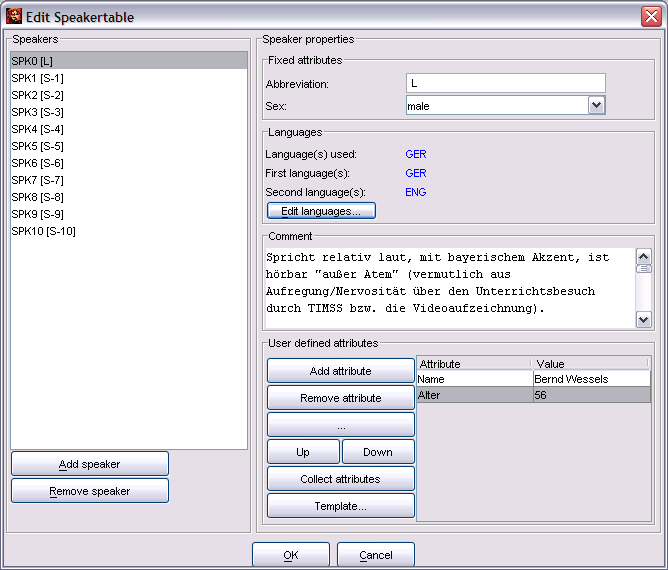 Edit Speakertable
Speakers
SPK0 [L]
SPK1 [S-1]
SPK2 [S-2]
SPK3 [S-3]
SPK4 [S-4]
SPK5 [S-5]
SPK6 [S-6]
SPK7 [S-7]
SPK8 [S-8]
SPK9 [S-9]
SPK10 [S-10]
Add speaker
Remove speaker
Speaker properties
Fixed attributes
Abbreviation: L
Sex: male
Languages
Language(s) used: GER
First language(s): GER
Second language(s): ENG
Edit languages...
Comment
Spricht relativ laut, mit bayerischem Akzent, ist
hörbar "außer Atem" (vermutlich aus
Aufregung/Nervosität über den Unterrichtsbesuch
durch TIMSS bzw. die Videoaufzeichnung).
User defined attributes
Add attribute
Remove attribute
...
Up Down
Collect attributes
Template...
Attribute Value
Name Bernd Wessels
Alter 56
OK Cancel